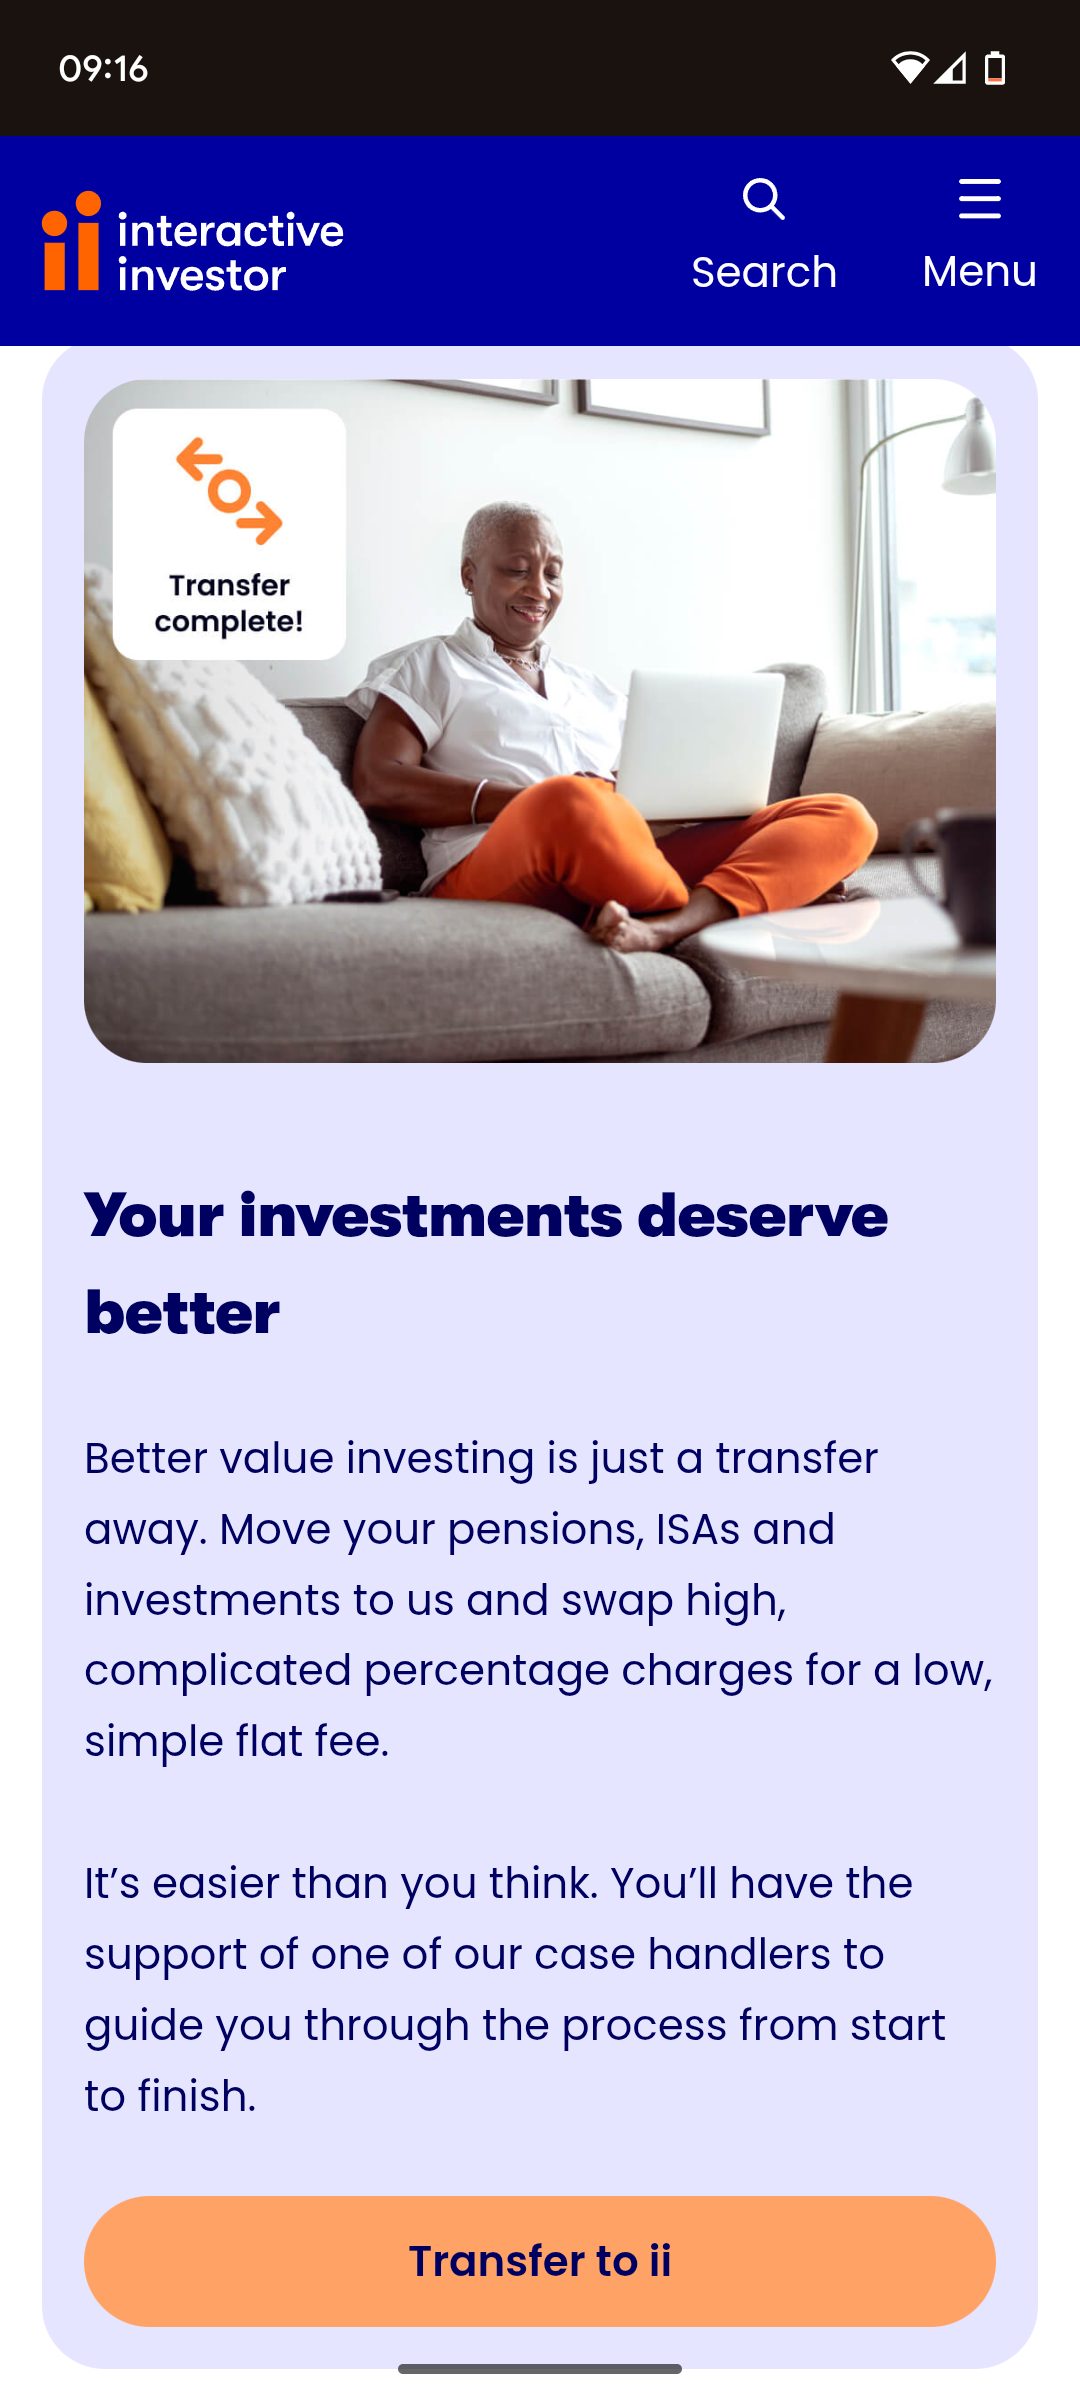 09:16
interactive
investor
Search
Menu
Transfer
complete!
Your investments deserve
better
Better value investing is just a transfer
away. Move your pensions, ISAs and
investments to us and swap high,
complicated percentage charges for a low,
simple flat fee.
It’s easier than you think. You’ll have the
support of one of our case handlers to
guide you through the process from start
to finish.
Transfer to ii